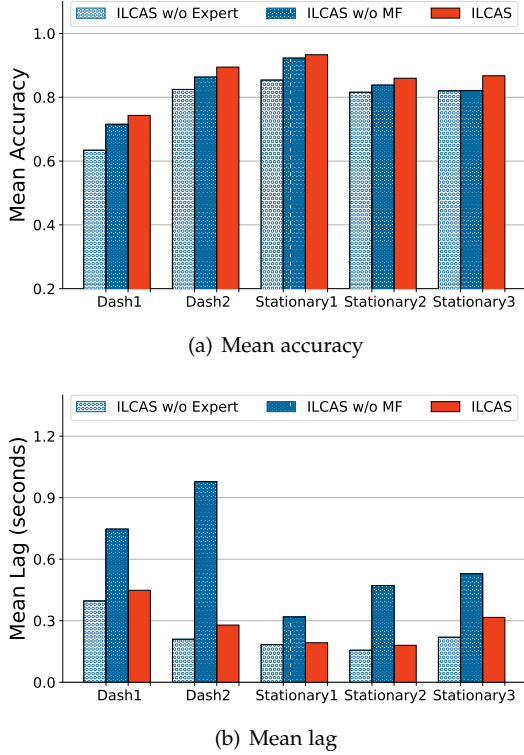 ILCAS w/o Expert ILCAS w/o MF ILCAS
1.0
0.8
0.6
0.4
0.2
Mean Accuracy
Dash1 Dash2 Stationary1 Stationary2 Stationary3
(a) Mean accuracy
ILCAS w/o Expert ILCAS w/o MF ILCAS
1.2
0.9
0.6
0.3
0.0
Mean Lag (seconds)
Dash1 Dash2 Stationary1 Stationary2 Stationary3
(b) Mean lag